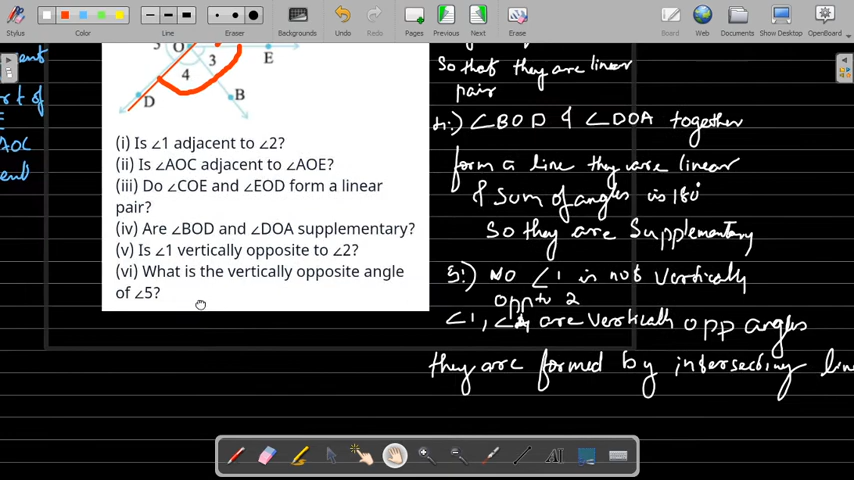 Stylus
Color
Line
Eraser
Backgrounds
Undo
Redo
Pages
Previous
Next
Erase
Board
Web
Documents
Show Desktop
OpenBoard
5
O
3
E
4
D
B
(i) Is ∠1 adjacent to ∠2?
(ii) Is ∠AOC adjacent to ∠AOE?
(iii) Do ∠COE and ∠EOD form a linear
pair?
(iv) Are ∠BOD and ∠DOA supplementary?
(v) Is ∠1 vertically opposite to ∠2?
(vi) What is the vertically opposite angle
of ∠5?
rt of
AOC
So that they are linear
pair
∠BOD & ∠DOA together
form a line they are linear
& Sum of angles is 180°
So they are Supplementary
5:) No ∠1 is not vertically
opp to 2
∠1, ∠4 are vertically opp angles
they are formed by intersecting line